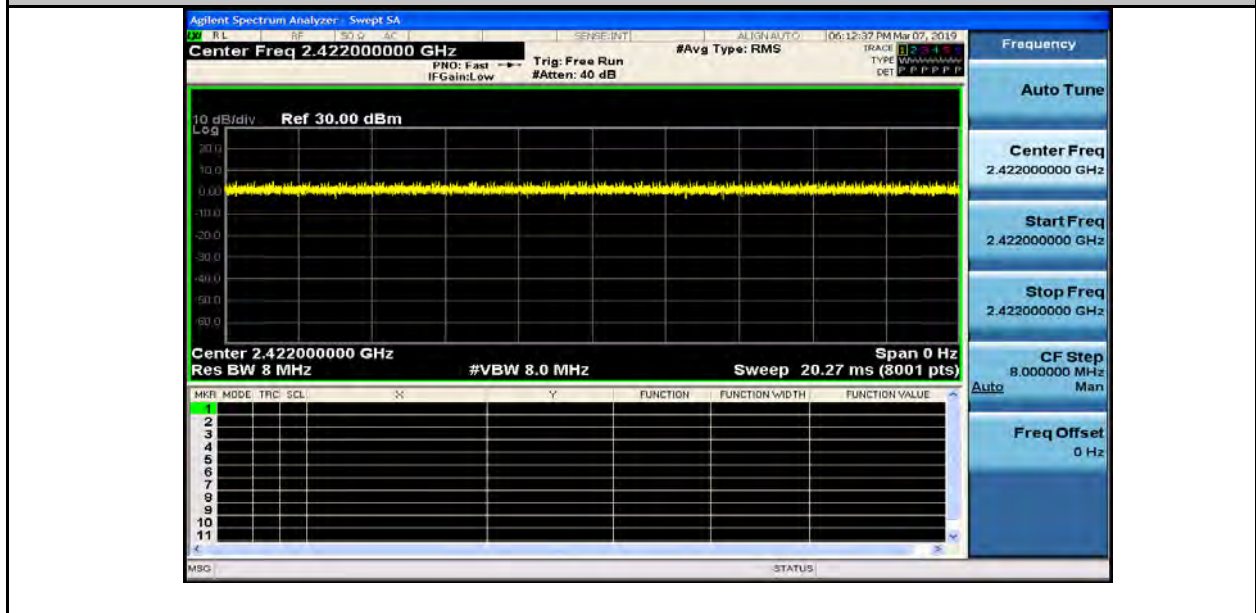 Agilent Spectrum Analyzer - Swept SA
LXI RL RF 50 Ω AC SENSE:INT ALIGN AUTO 06:12:37 PM Mar 07, 2019
Center Freq 2.422000000 GHz
#Avg Type: RMS
TRACE 1 2 3 4 5 6
PNO: Fast
Trig: Free Run
TYPE
IFGain:Low
#Atten: 40 dB
DET P P P P P P
Frequency
Auto Tune
10 dB/div Ref 30.00 dBm
Log
20.0
10.0
0.00
-10.0
-20.0
-30.0
-40.0
-50.0
-60.0
Center 2.422000000 GHz Span 0 Hz
Res BW 8 MHz #VBW 8.0 MHz Sweep 20.27 ms (8001 pts)
MKR MODE TRC SCL X Y FUNCTION FUNCTION WIDTH FUNCTION VALUE
1
2
3
4
5
6
7
8
9
10
11
Center Freq
2.422000000 GHz
Start Freq
2.422000000 GHz
Stop Freq
2.422000000 GHz
CF Step
8.000000 MHz
Auto Man
Freq Offset
0 Hz
MSG STATUS